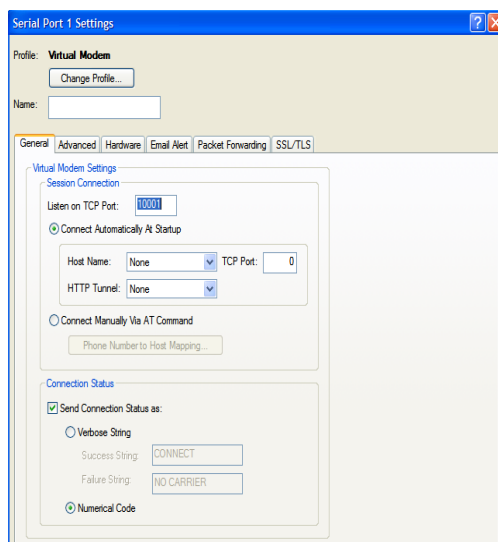 Serial Port 1 Settings
Profile: Virtual Modem
Change Profile...
Name:
General Advanced Hardware Email Alert Packet Forwarding SSL/TLS
Virtual Modem Settings
Session Connection
Listen on TCP Port: 10001
Connect Automatically At Startup
Host Name: None TCP Port: 0
HTTP Tunnel: None
Connect Manually Via AT Command
Phone Number to Host Mapping...
Connection Status
Send Connection Status as:
Verbose String
Success String: CONNECT
Failure String: NO CARRIER
Numerical Code